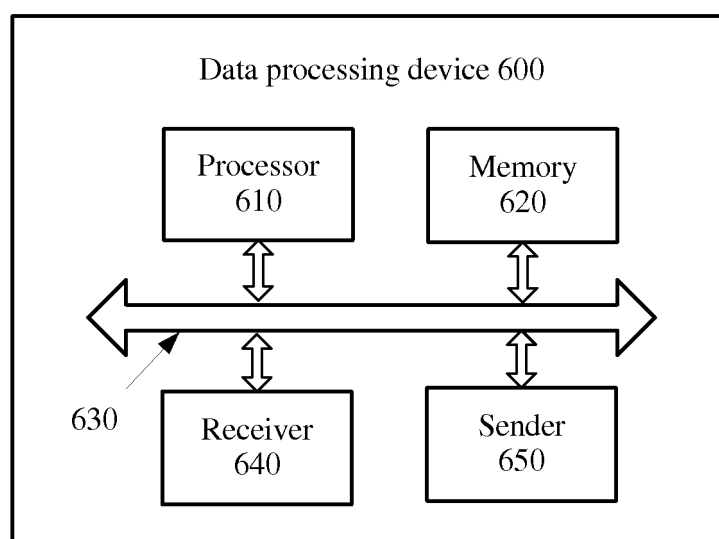 Data processing device 600
Processor
610
Memory
620
630
Receiver
640
Sender
650